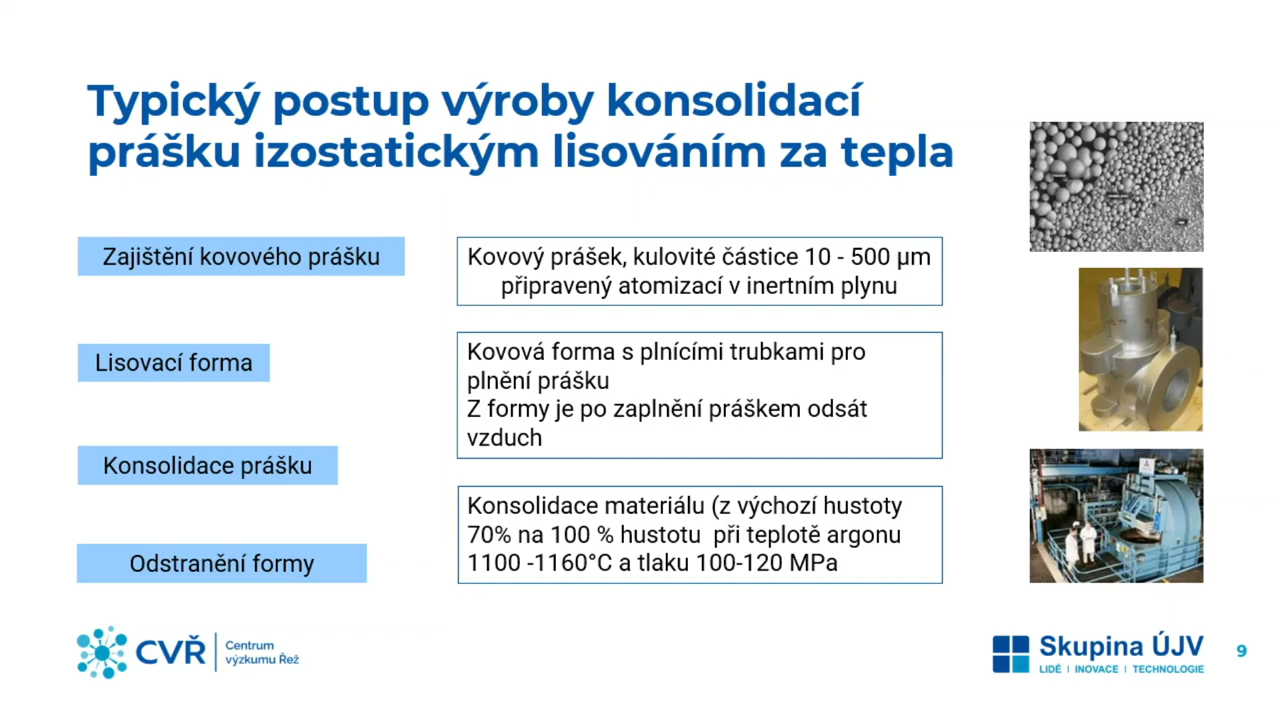 Typický postup výroby konsolidací
prášku izostatickým lisováním za tepla
Zajištění kovového prášku
Kovový prášek, kulovité částice 10 - 500 µm
připravený atomizací v inertním plynu
Lisovací forma
Kovová forma s plnícími trubkami pro
plnění prášku
Z formy je po zaplnění práškem odsát
vzduch
Konsolidace prášku
Konsolidace materiálu (z výchozí hustoty
70% na 100 % hustotu  při teplotě argonu
1100 -1160°C a tlaku 100-120 MPa
Odstranění formy
CVŘ
Centrum
výzkumu Řež
Skupina ÚJV
LIDÉ | INOVACE | TECHNOLOGIE
9